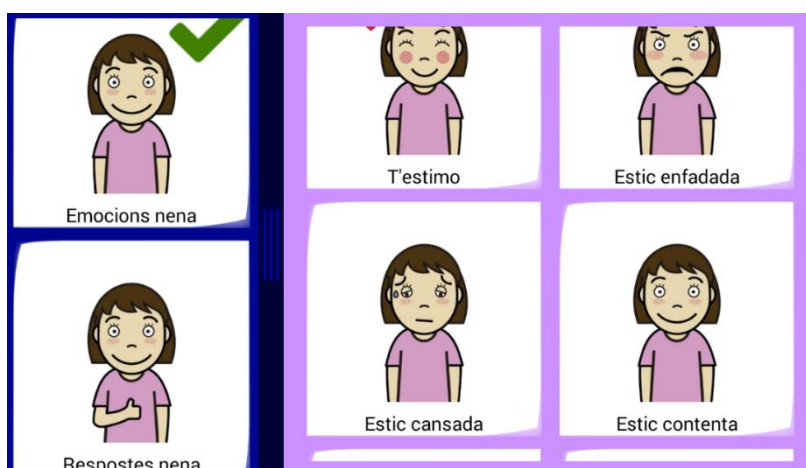 Emocions nena
Respostes nena
T'estimo
Estic enfadada
Estic cansada
Estic contenta